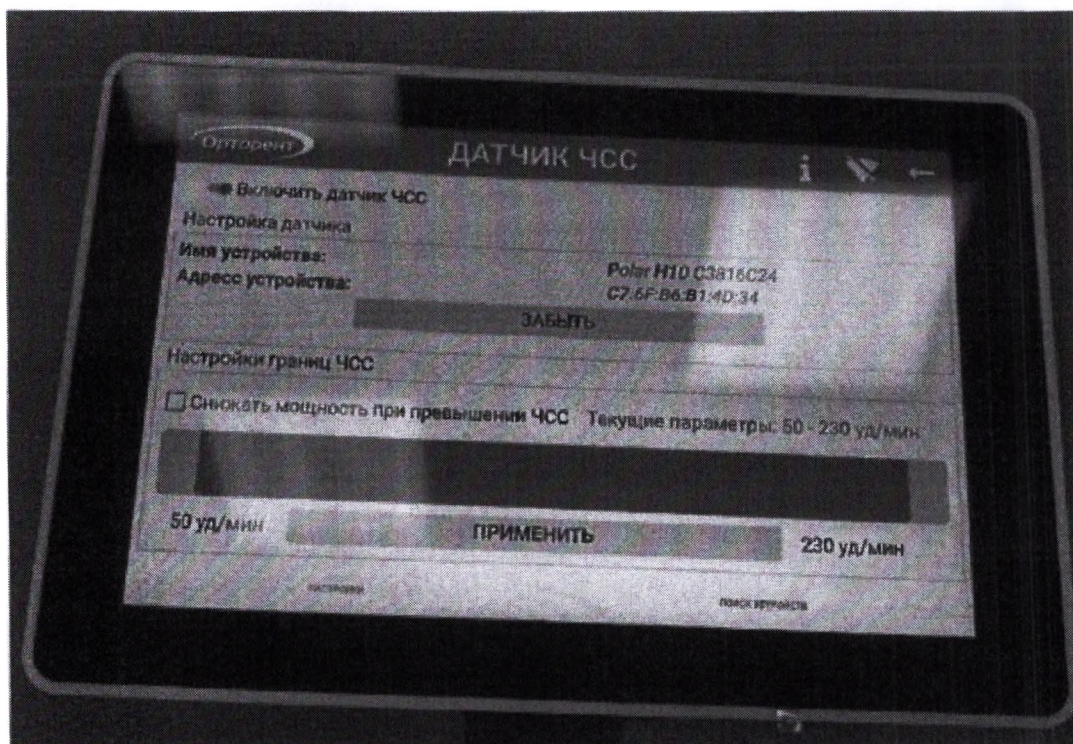 Орторент
ДАТЧИК ЧСС
Включить датчик ЧСС
Настройка датчика
Имя устройства: Polar H10 C3816C24
Адресс устройства: C7:6F:B6:B1:4D:34
ЗАБЫТЬ
Настройки границ ЧСС
Снижать мощность при превышении ЧСС Текущие параметры: 50 - 230 уд/мин
50 уд/мин ПРИМЕНИТЬ 230 уд/мин
НАСТРОЙКИ ПОИСК УСТРОЙСТВ